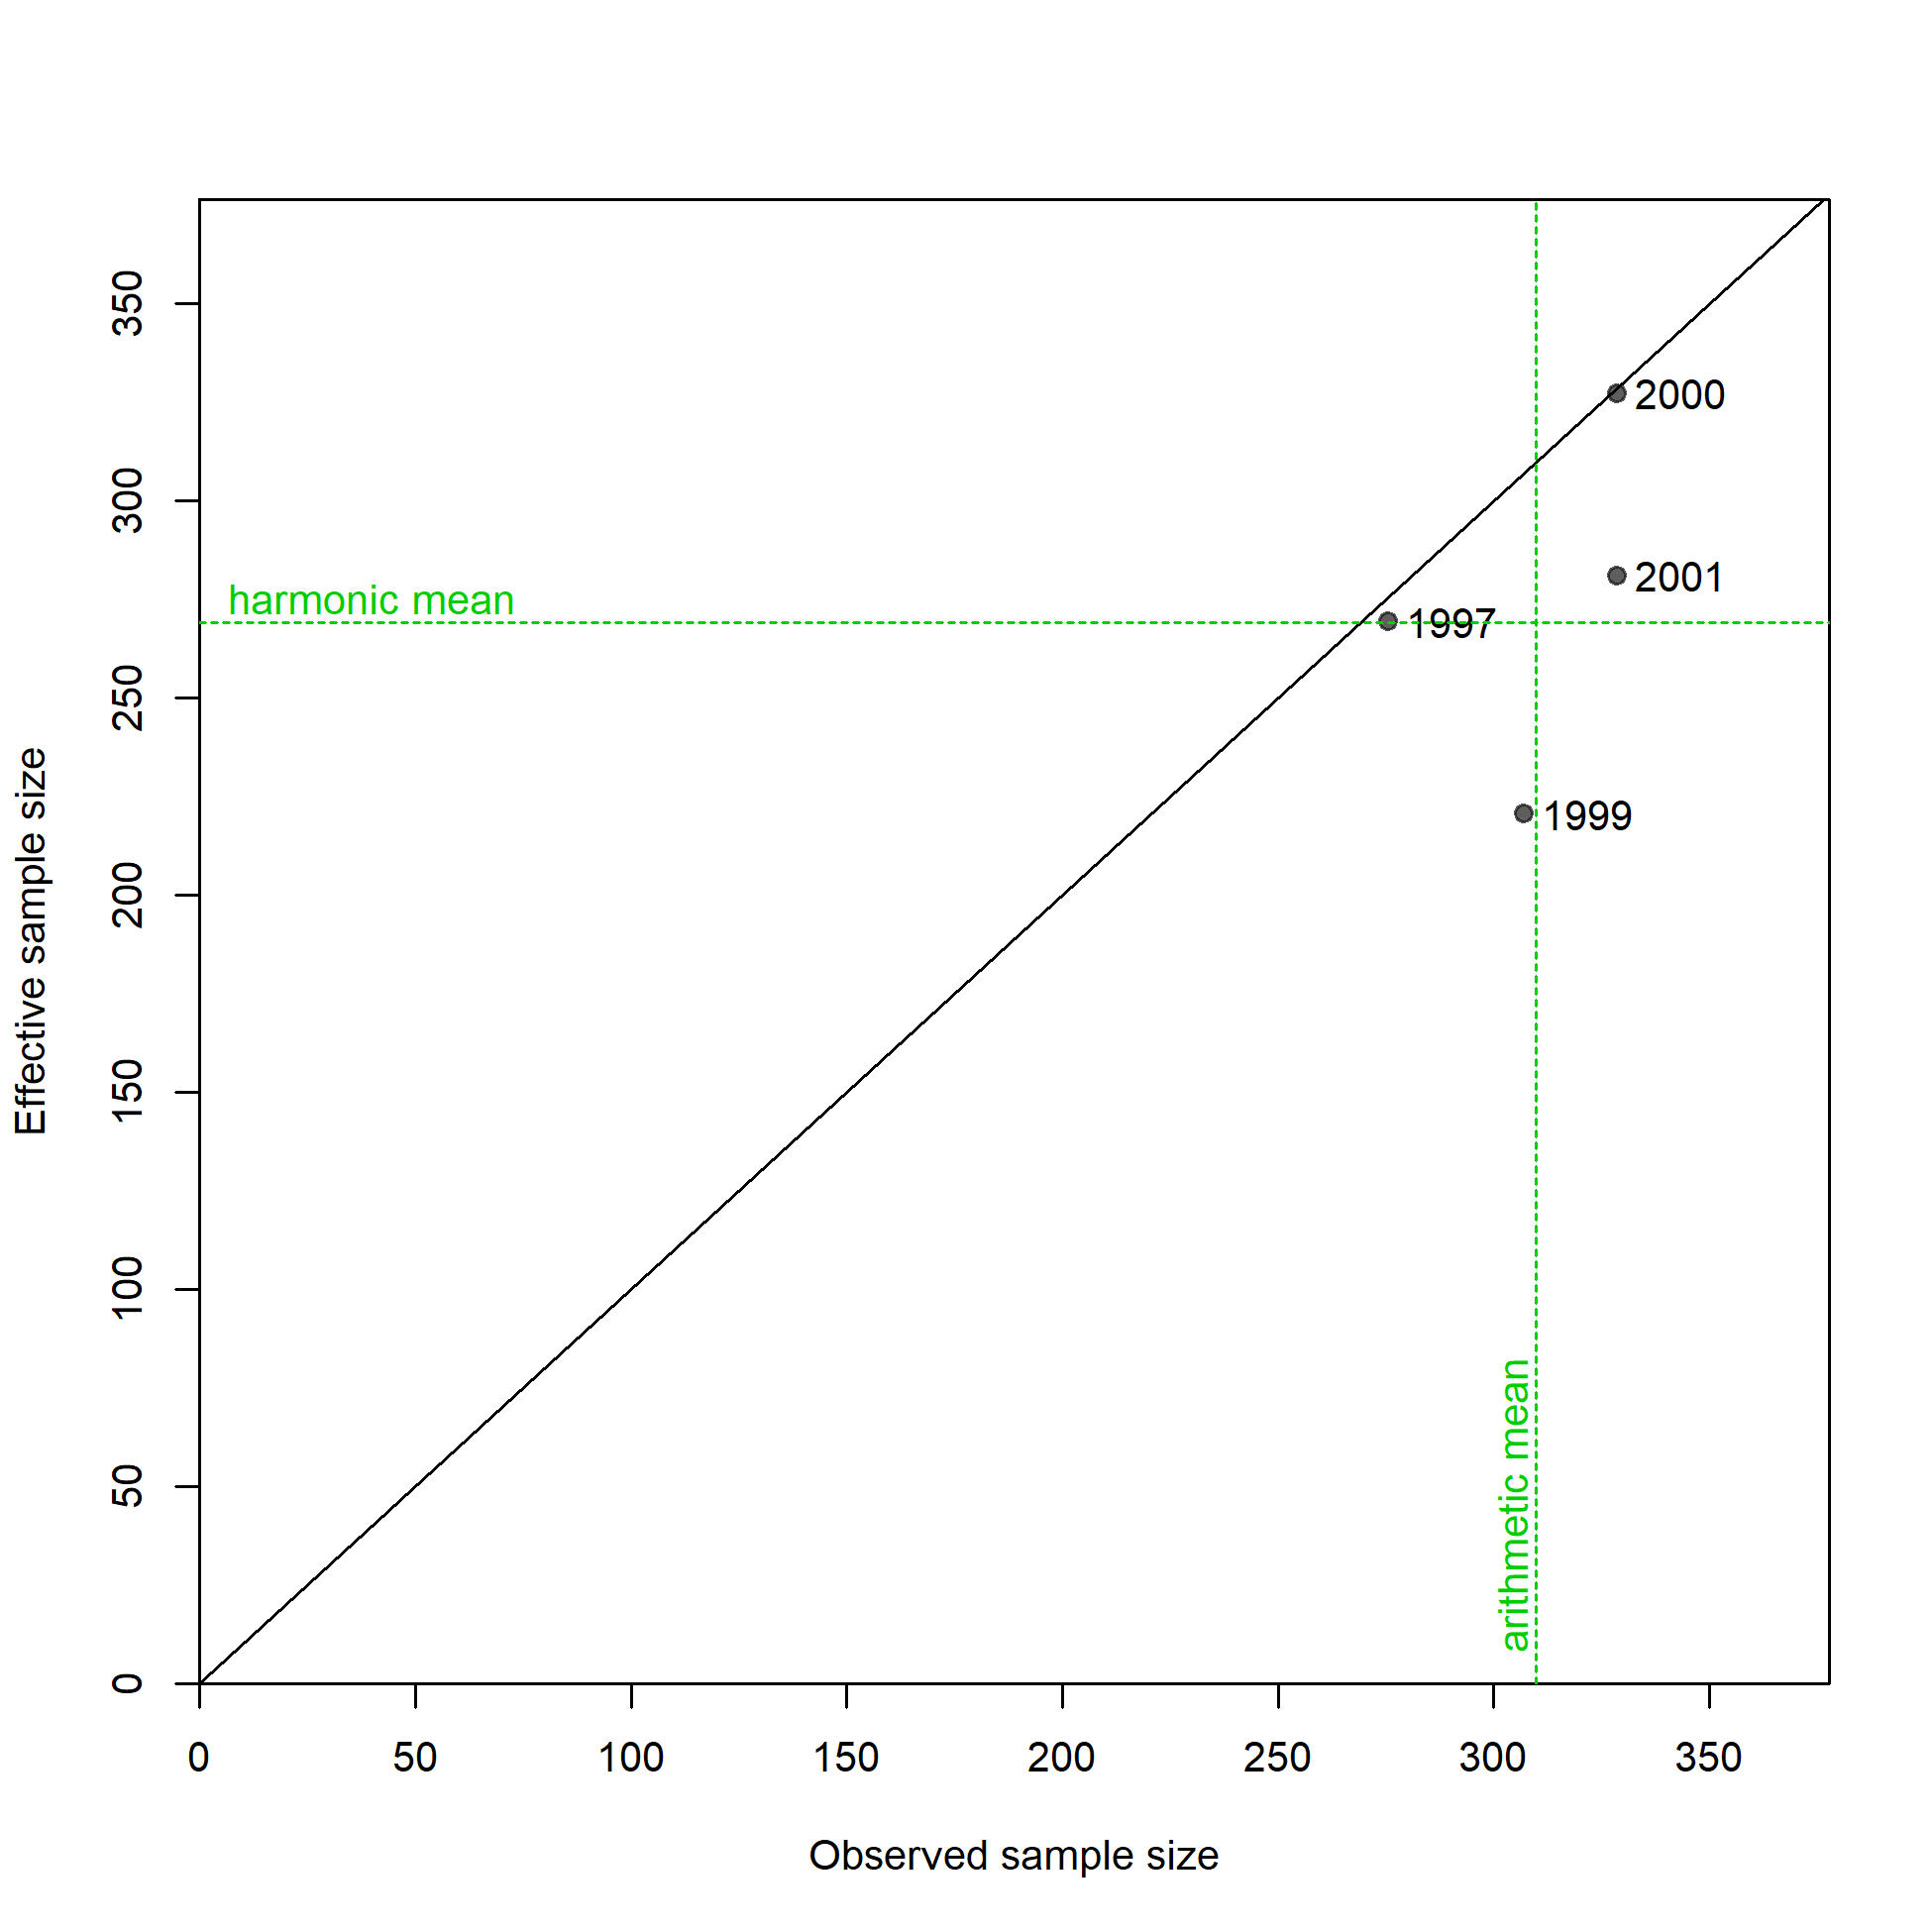 350
300
250
200
150
100
50
0
Effective sample size
harmonic mean
2000
2001
1997
1999
arithmetic mean
0 50 100 150 200 250 300 350
Observed sample size